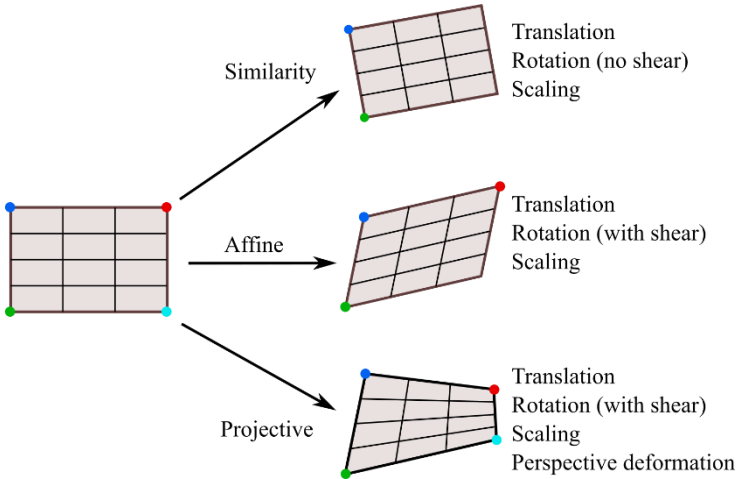 Similarity
Translation
Rotation (no shear)
Scaling
Affine
Translation
Rotation (with shear)
Scaling
Projective
Translation
Rotation (with shear)
Scaling
Perspective deformation